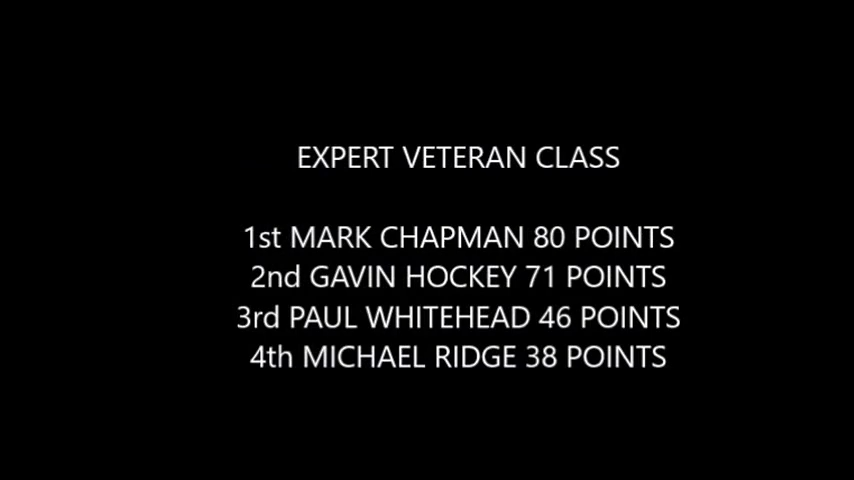 EXPERT VETERAN CLASS
1st MARK CHAPMAN 80 POINTS
2nd GAVIN HOCKEY 71 POINTS
3rd PAUL WHITEHEAD 46 POINTS
4th MICHAEL RIDGE 38 POINTS